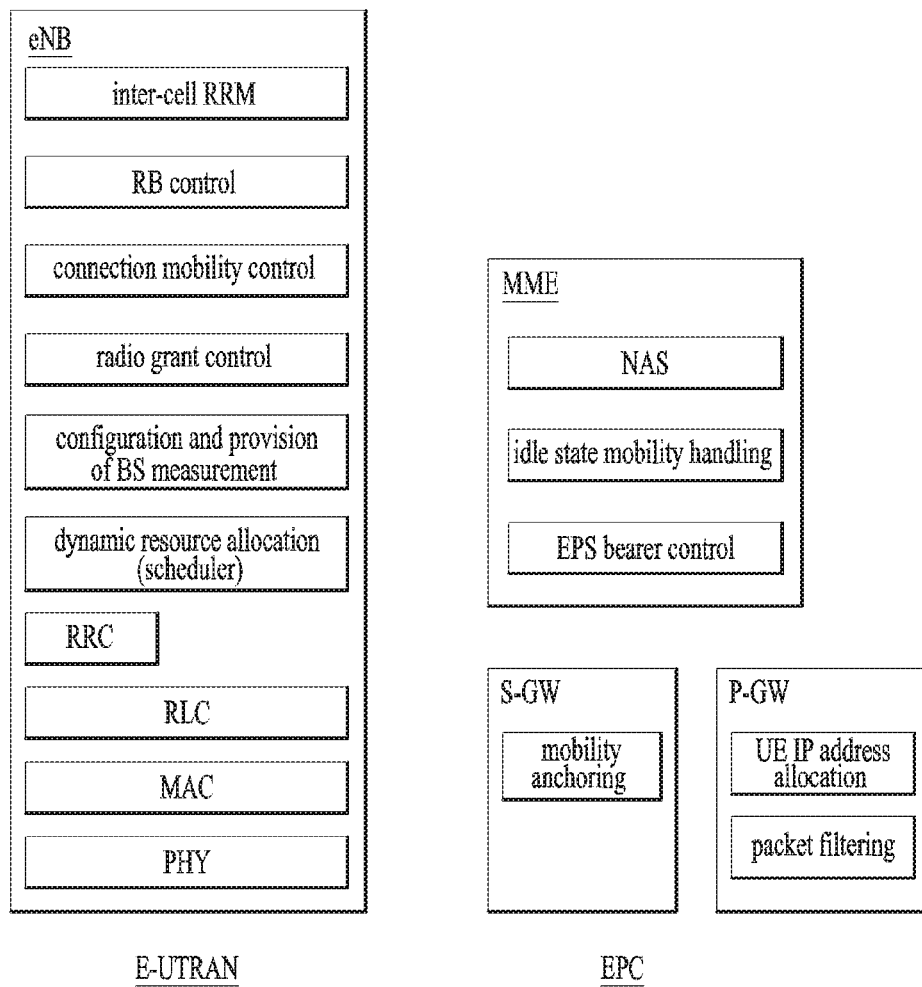 eNB
inter-cell RRM
RB control
connection mobility control
radio grant control
configuration and provision
of BS measurement
dynamic resource allocation
(scheduler)
RRC
RLC
MAC
PHY
E-UTRAN
MME
NAS
idle state mobility handling
EPS bearer control
S-GW
mobility
anchoring
P-GW
UE IP address
allocation
packet filtering
EPC